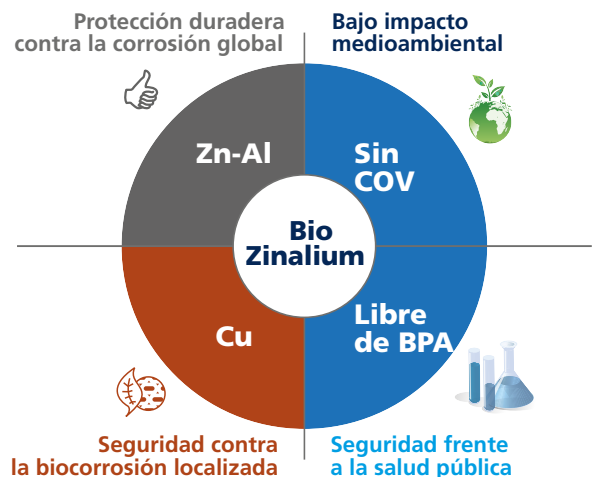 Protección duradera
contra la corrosión global
Bajo impacto
medioambiental
Zn-Al
Sin
COV
Bio
Zinalium
Cu
Libre
de BPA
Seguridad contra
la biocorrosión localizada
Seguridad frente
a la salud pública